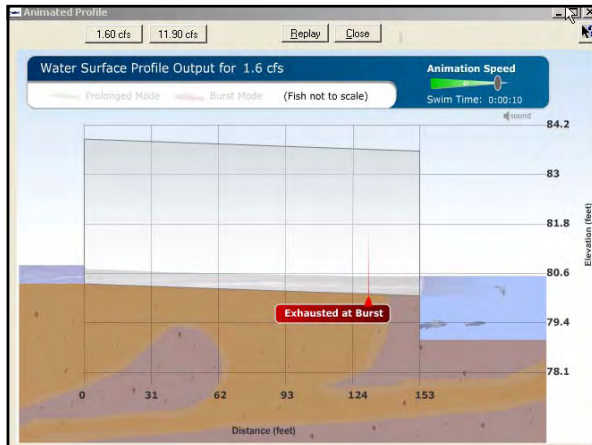 Animated Profile
1.60 cfs 11.90 cfs Replay Close
Water Surface Profile Output for 1.6 cfs
Animation Speed
Prolonged Mode Burst Mode (Fish not to scale)
Swim Time: 0:00:10
sound
84.2
83
81.8
80.6
79.4
78.1
Elevation (feet)
Exhausted at Burst
0 31 62 93 124 153
Distance (feet)